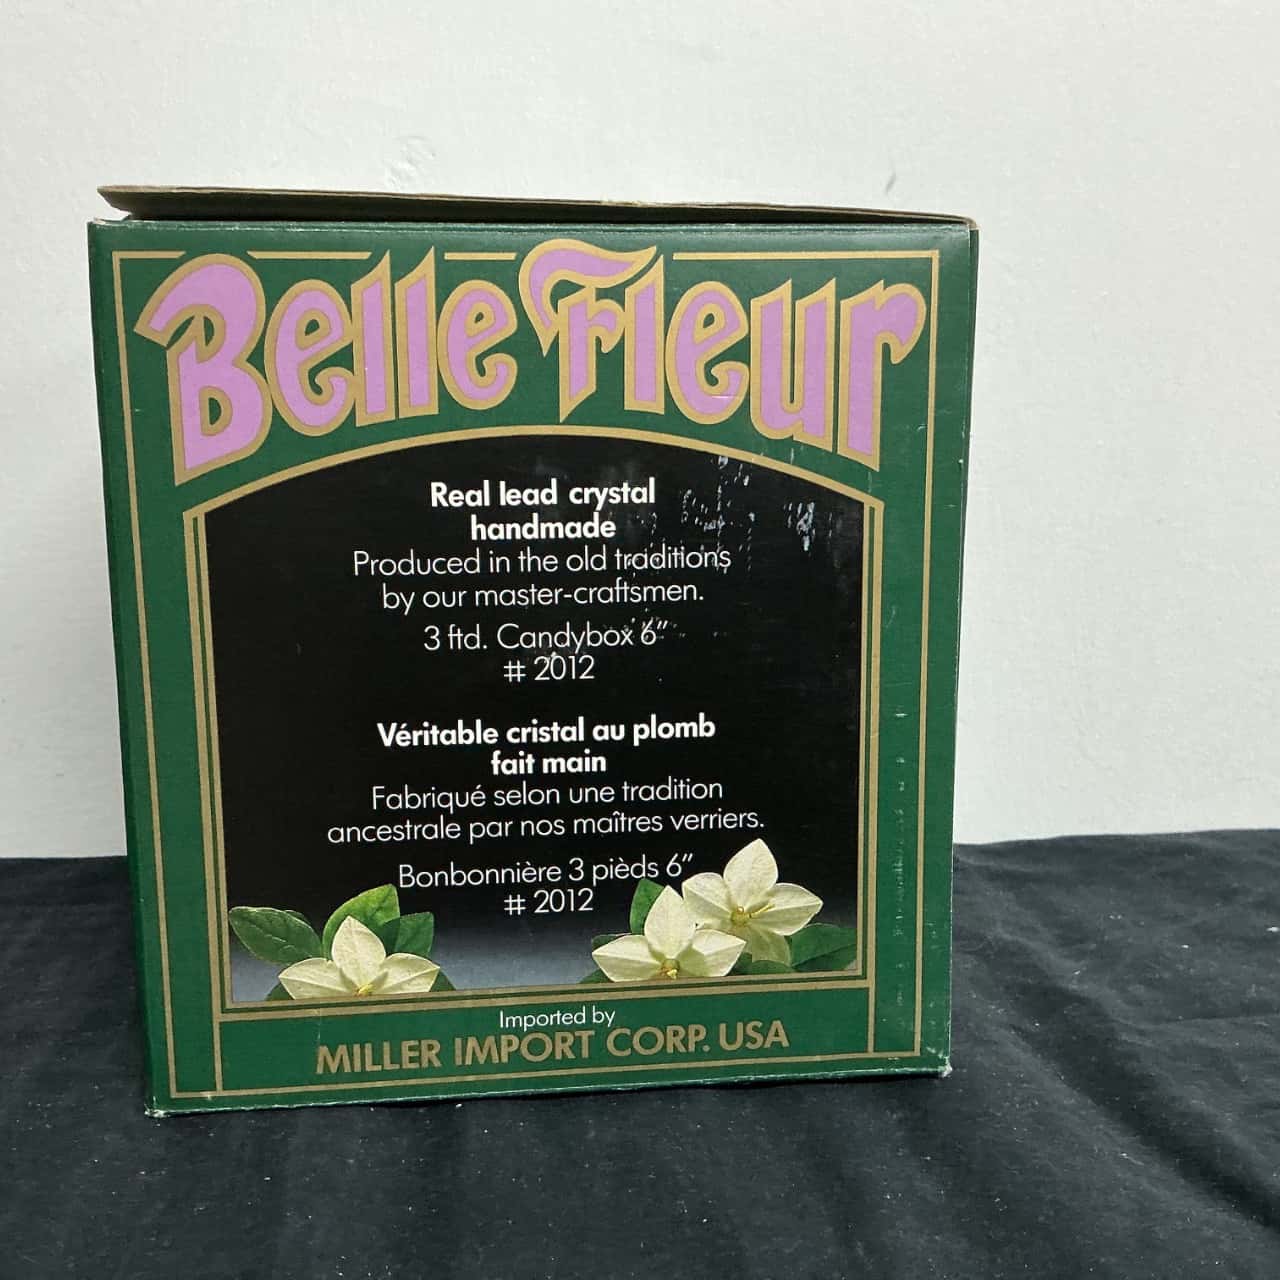 Belle Fleur
Real lead crystal
handmade
Produced in the old traditions
by our master-craftsmen.
3 ftd. Candybox 6"
# 2012
Véritable cristal au plomb
fait main
Fabriqué selon une tradition
ancestrale par nos maîtres verriers.
Bonbonnière 3 pièds 6"
# 2012
Imported by
MILLER IMPORT CORP. USA